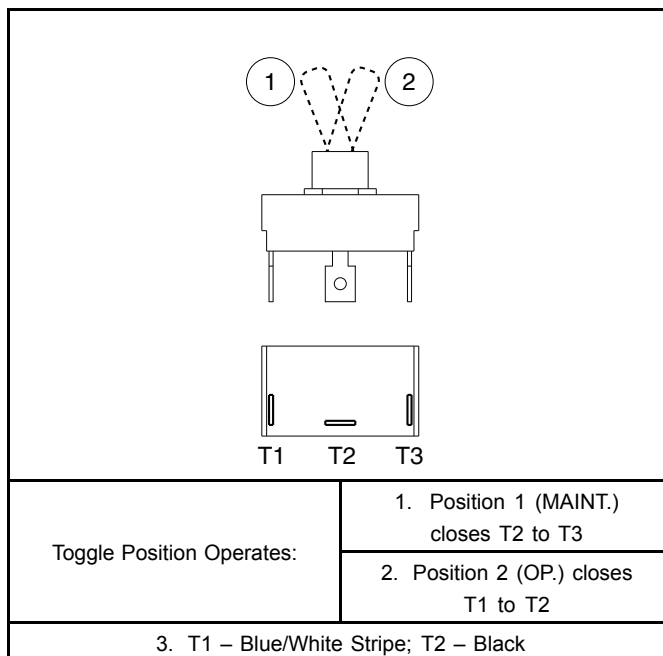 1 2
T1 T2 T3
Toggle Position Operates:
1. Position 1 (MAINT.)
closes T2 to T3
2. Position 2 (OP.) closes
T1 to T2
3. T1 – Blue/White Stripe; T2 – Black